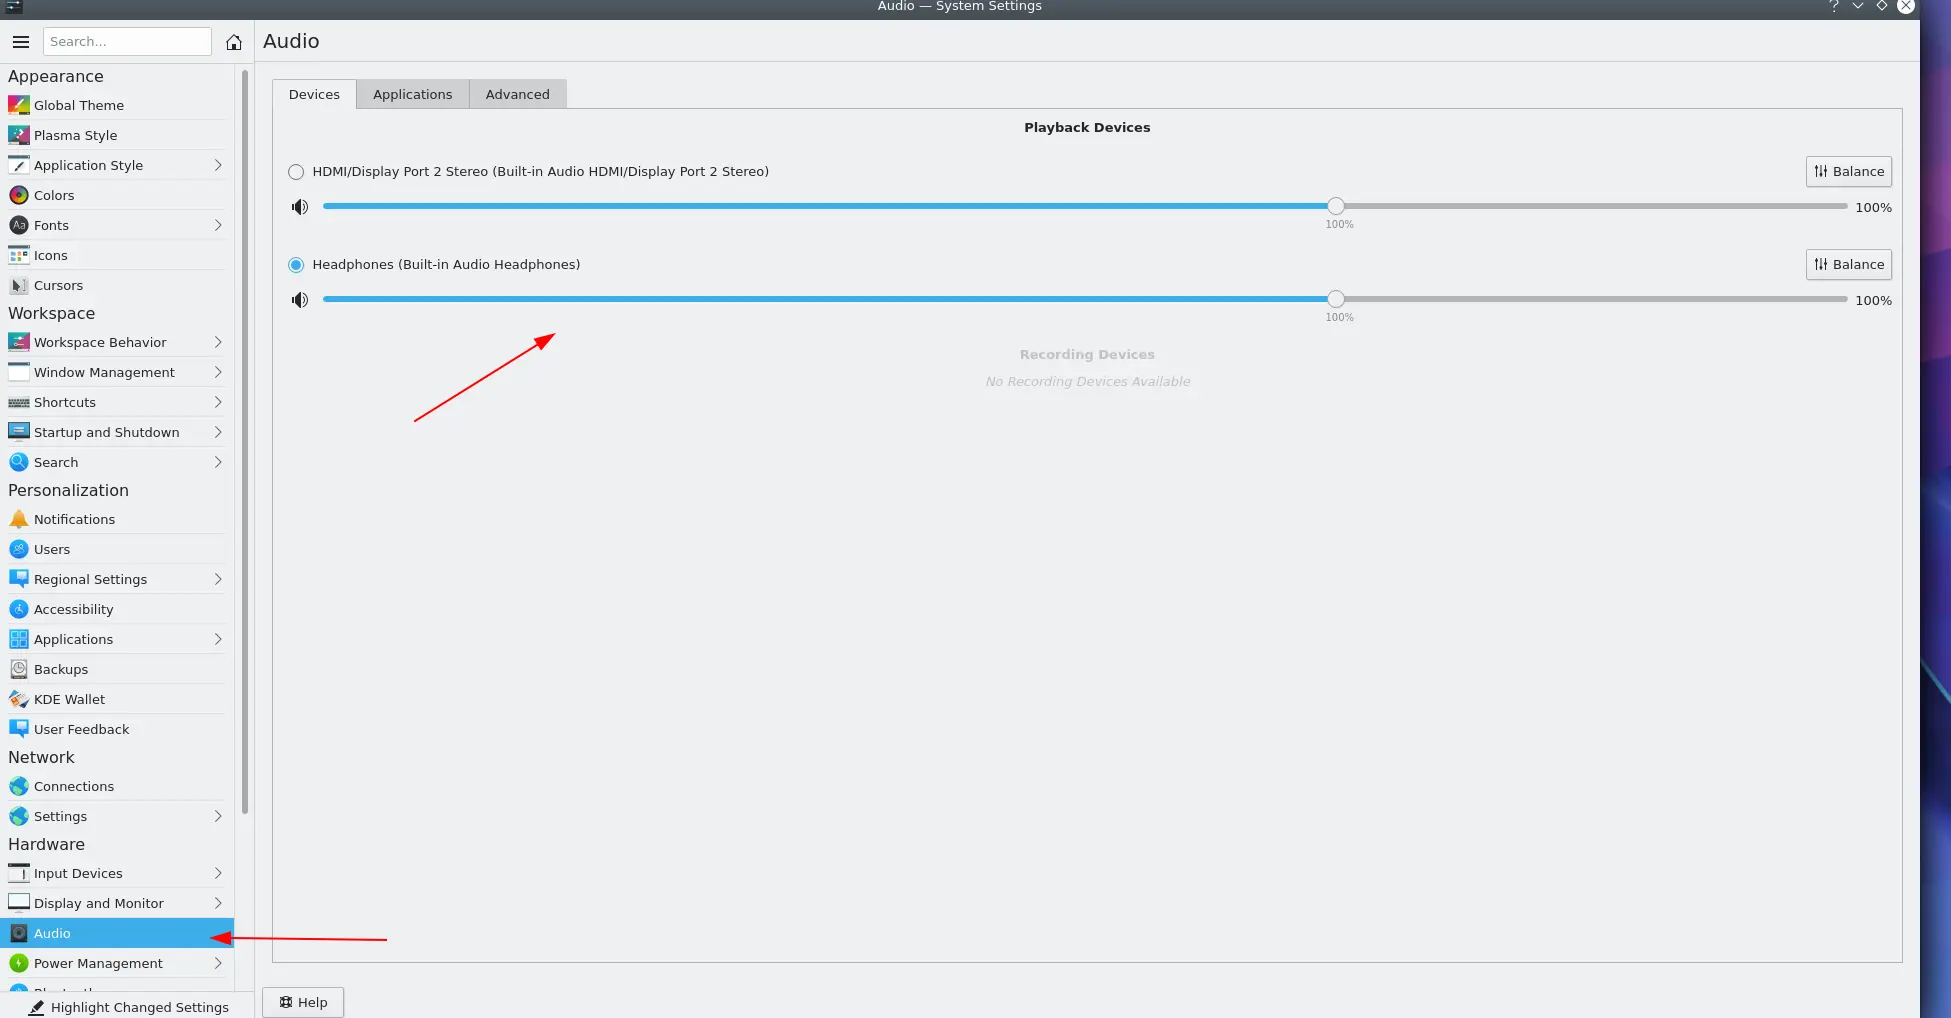 Audio — System Settings
Search...
Audio
Appearance
Global Theme
Plasma Style
Application Style
Colors
Fonts
Icons
Cursors
Workspace
Workspace Behavior
Window Management
Shortcuts
Startup and Shutdown
Search
Personalization
Notifications
Users
Regional Settings
Accessibility
Applications
Backups
KDE Wallet
User Feedback
Network
Connections
Settings
Hardware
Input Devices
Display and Monitor
Audio
Power Management
Highlight Changed Settings
Devices Applications Advanced
Playback Devices
HDMI/Display Port 2 Stereo (Built-in Audio HDMI/Display Port 2 Stereo) Balance
100%
100%
Headphones (Built-in Audio Headphones) Balance
100%
100%
Recording Devices
No Recording Devices Available
Help